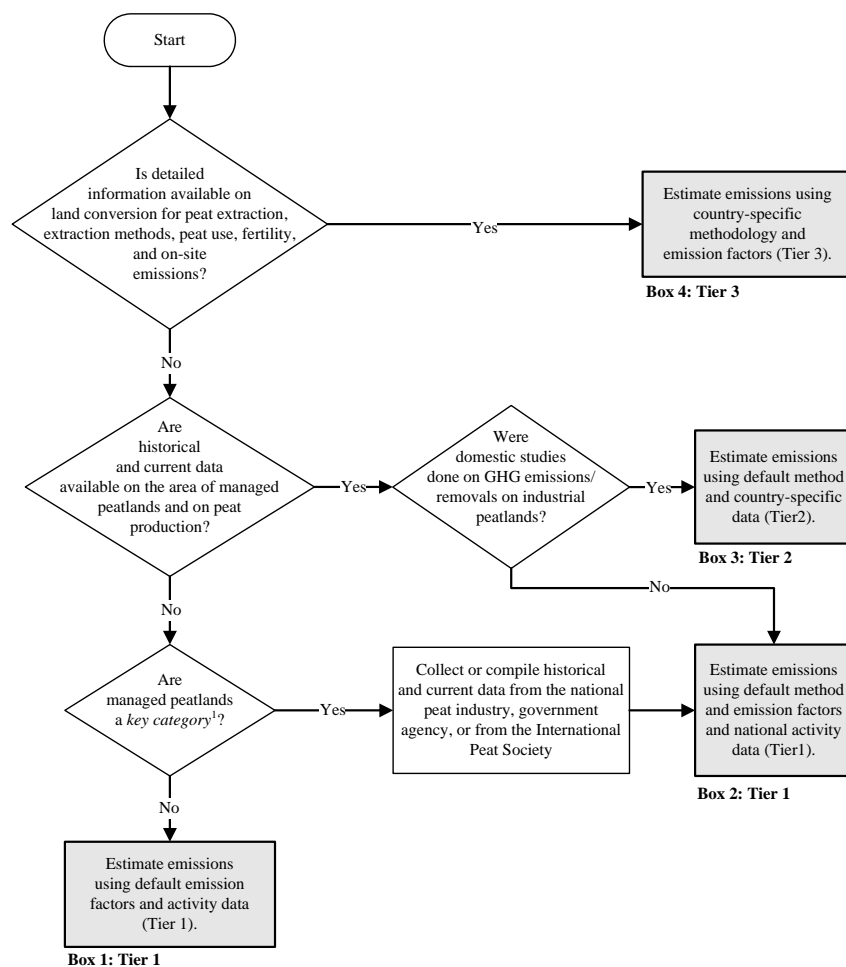 Start
Is detailed
information available on
land conversion for peat extraction,
extraction methods, peat use, fertility,
and on-site
emissions?
Yes
Estimate emissions using
country-specific
methodology and
emission factors (Tier 3).
Box 4: Tier 3
No
Are
historical
and current data
available on the area of managed
peatlands and on peat
production?
Yes
Were
domestic studies
done on GHG emissions/
removals on industrial
peatlands?
Yes
Estimate emissions
using default method
and country-specific
data (Tier2).
Box 3: Tier 2
No
No
Are
managed peatlands
a key category¹?
Yes
Collect or compile historical
and current data from the national
peat industry, government
agency, or from the International
Peat Society
Estimate emissions
using default method
and emission factors
and national activity
data (Tier1).
Box 2: Tier 1
No
Estimate emissions
using default emission
factors and activity data
(Tier 1).
Box 1: Tier 1